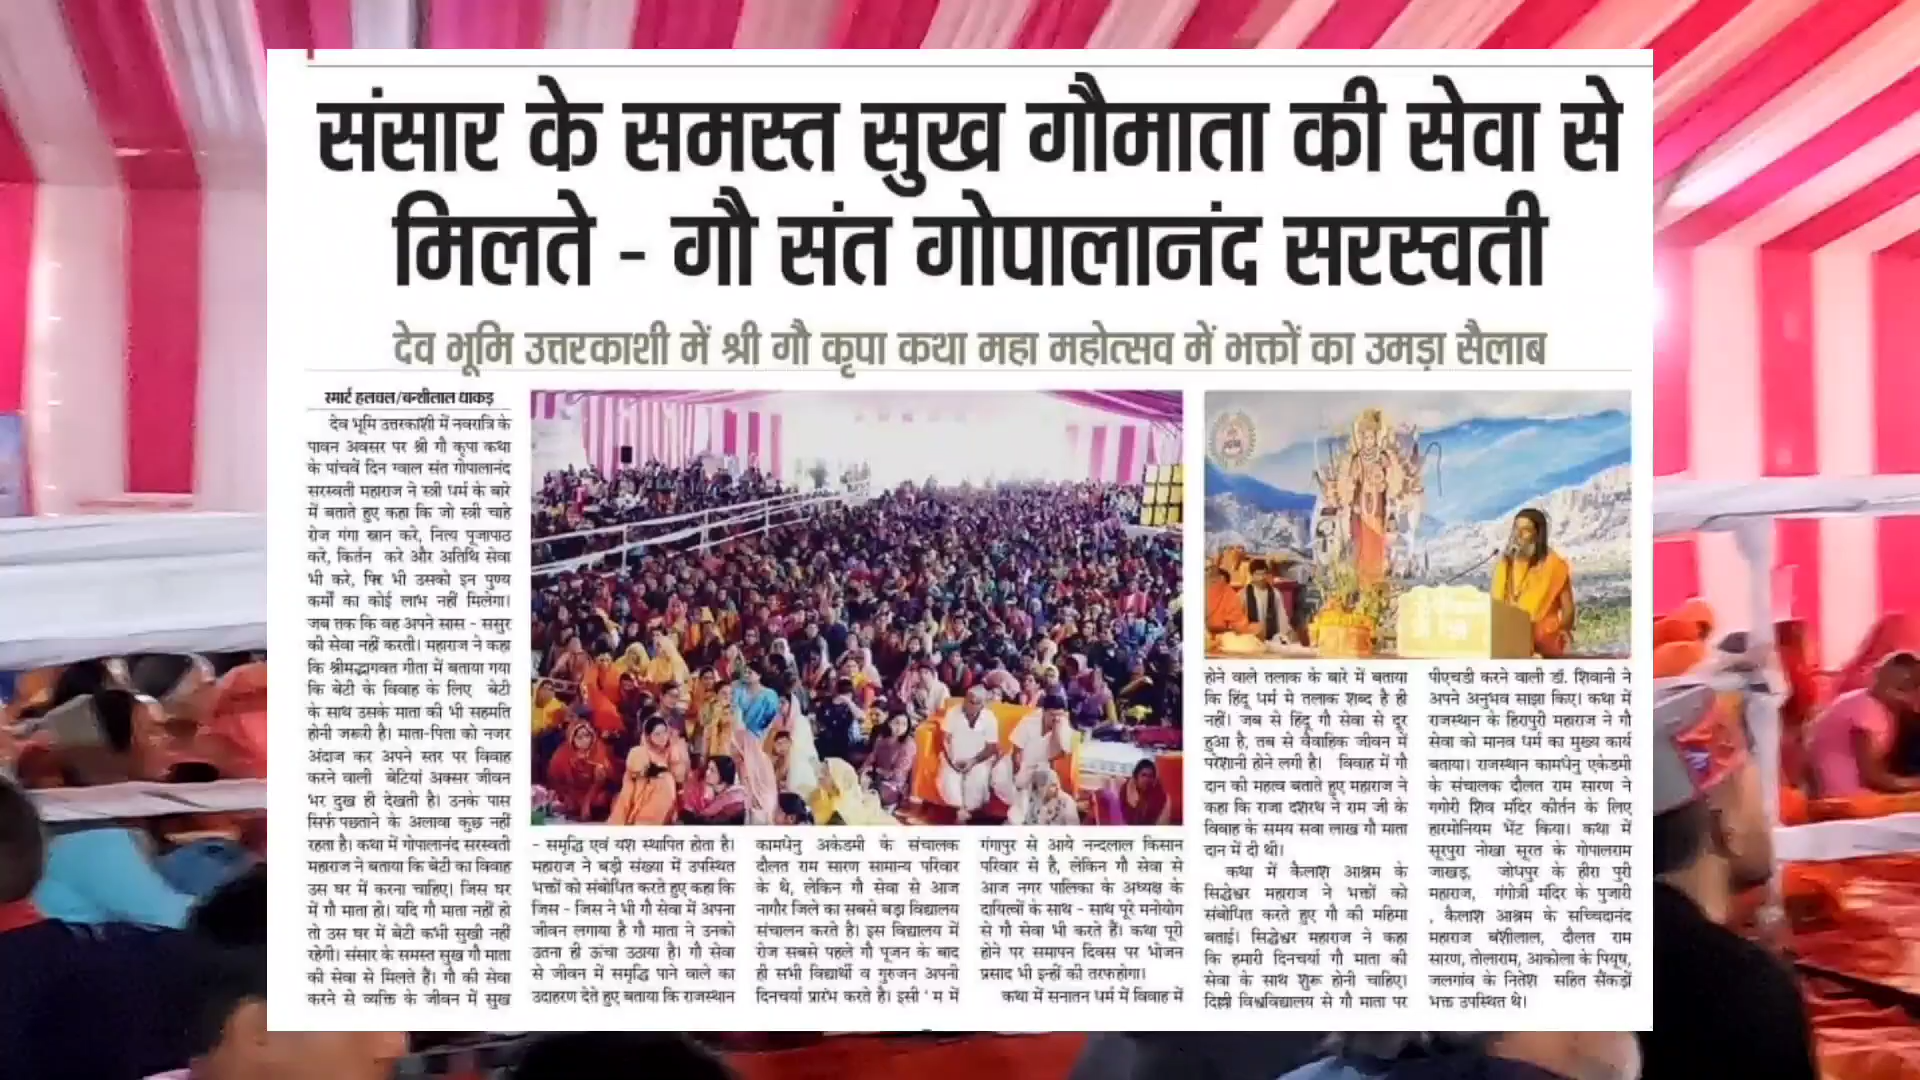 संसार के समस्त सुख गौमाता की सेवा से
मिलते - गौ संत गोपालानंद सरस्वती
देव भूमि उत्तरकाशी में श्री गौ कृपा कथा महा महोत्सव में भक्तों का उमड़ा सैलाब
स्मार्ट हलचल/बन्शीलाल धाकड़
देव भूमि उत्तरकाशी में नवरात्रि के
पावन अवसर पर श्री गौ कृपा कथा
के पांचवें दिन ग्वाल संत गोपालानंद
सरस्वती महाराज ने स्त्री धर्म के बारे
में बताते हुए कहा कि जो स्त्री चाहे
रोज गंगा स्नान करे, नित्य पूजापाठ
करे, किर्तन करे और अतिथि सेवा
भी करे, फिर भी उसको इन पुण्य
कर्मों का कोई लाभ नहीं मिलेगा।
जब तक कि वह अपने सास - ससुर
की सेवा नहीं करती। महाराज ने कहा
कि श्रीमद्भागवत गीता में बताया गया
कि बेटी के विवाह के लिए बेटी
के साथ उसके माता की भी सहमति
होनी जरूरी है। माता-पिता को नजर
अंदाज कर अपने स्तर पर विवाह
करने वाली बेटियां अक्सर जीवन
भर दुख ही देखती है। उनके पास
सिर्फ पछताने के अलावा कुछ नहीं
रहता है। कथा में गोपालानंद सरस्वती
महाराज ने बताया कि बेटी का विवाह
उस घर में करना चाहिए। जिस घर
में गौ माता हो। यदि गौ माता नहीं हो
तो उस घर में बेटी कभी सुखी नहीं
रहेगी। संसार के समस्त सुख गौ माता
की सेवा से मिलते हैं। गौ की सेवा
करने से व्यक्ति के जीवन में सुख
- समृद्धि एवं यश स्थापित होता है।
महाराज ने बड़ी संख्या में उपस्थित
भक्तों को संबोधित करते हुए कहा कि
जिस - जिस ने भी गौ सेवा में अपना
जीवन लगाया है गौ माता ने उनको
उतना ही ऊंचा उठाया है। गौ सेवा
से जीवन में समृद्धि पाने वाले का
उदाहरण देते हुए बताया कि राजस्थान
कामधेनु अकेडमी के संचालक
दौलत राम सारण सामान्य परिवार
के थे, लेकिन गौ सेवा से आज
नागौर जिले का सबसे बड़ा विद्यालय
संचालन करते है। इस विद्यालय में
रोज सबसे पहले गौ पूजन के बाद
ही सभी विद्यार्थी व गुरुजन अपनी
दिनचर्या प्रारंभ करते है। इसी ' म में
गंगापुर से आये नन्दलाल किसान
परिवार से है, लेकिन गौ सेवा से
आज नगर पालिका के अध्यक्ष के
दायित्वों के साथ - साथ पूरे मनोयोग
से गौ सेवा भी करते हैं। कथा पूरी
होने पर समापन दिवस पर भोजन
प्रसाद भी इन्हीं की तरफहोगा।
कथा में सनातन धर्म में विवाह में
होने वाले तलाक के बारे में बताया
कि हिंदू धर्म मे तलाक शब्द है ही
नहीं। जब से हिंदू गौ सेवा से दूर
हुआ है, तब से वैवाहिक जीवन में
परेशानी होने लगी है। विवाह में गौ
दान की महत्व बताते हुए महाराज ने
कहा कि राजा दशरथ ने राम जी के
विवाह के समय सवा लाख गौ माता
दान में दी थी।
कथा में कैलाश आश्रम के
सिद्धेश्वर महाराज ने भक्तों को
संबोधित करते हुए गौ की महिमा
बताई। सिद्धेश्वर महाराज ने कहा
कि हमारी दिनचर्या गौ माता की
सेवा के साथ शुरू होनी चाहिए।
दिल्ली विश्वविद्यालय से गौ माता पर
पीएचडी करने वाली डॉ. शिवानी ने
अपने अनुभव साझा किए। कथा में
राजस्थान के हिरापुरी महाराज ने गौ
सेवा को मानव धर्म का मुख्य कार्य
बताया। राजस्थान कामधेनु एकेडमी
के संचालक दौलत राम सारण ने
गगोरी शिव मंदिर कीर्तन के लिए
हारमोनियम भेंट किया। कथा में
सूरपुरा नोखा सूरत के गोपालराम
जाखड़, जोधपुर के हीरा पुरी
महाराज, गंगोत्री मंदिर के पुजारी
, कैलाश आश्रम के सच्चिदानंद
महाराज बंशीलाल, दौलत राम
सारण, तोलाराम, आकोला के पियूष,
जलगांव के नितेश सहित सैंकड़ों
भक्त उपस्थित थे।